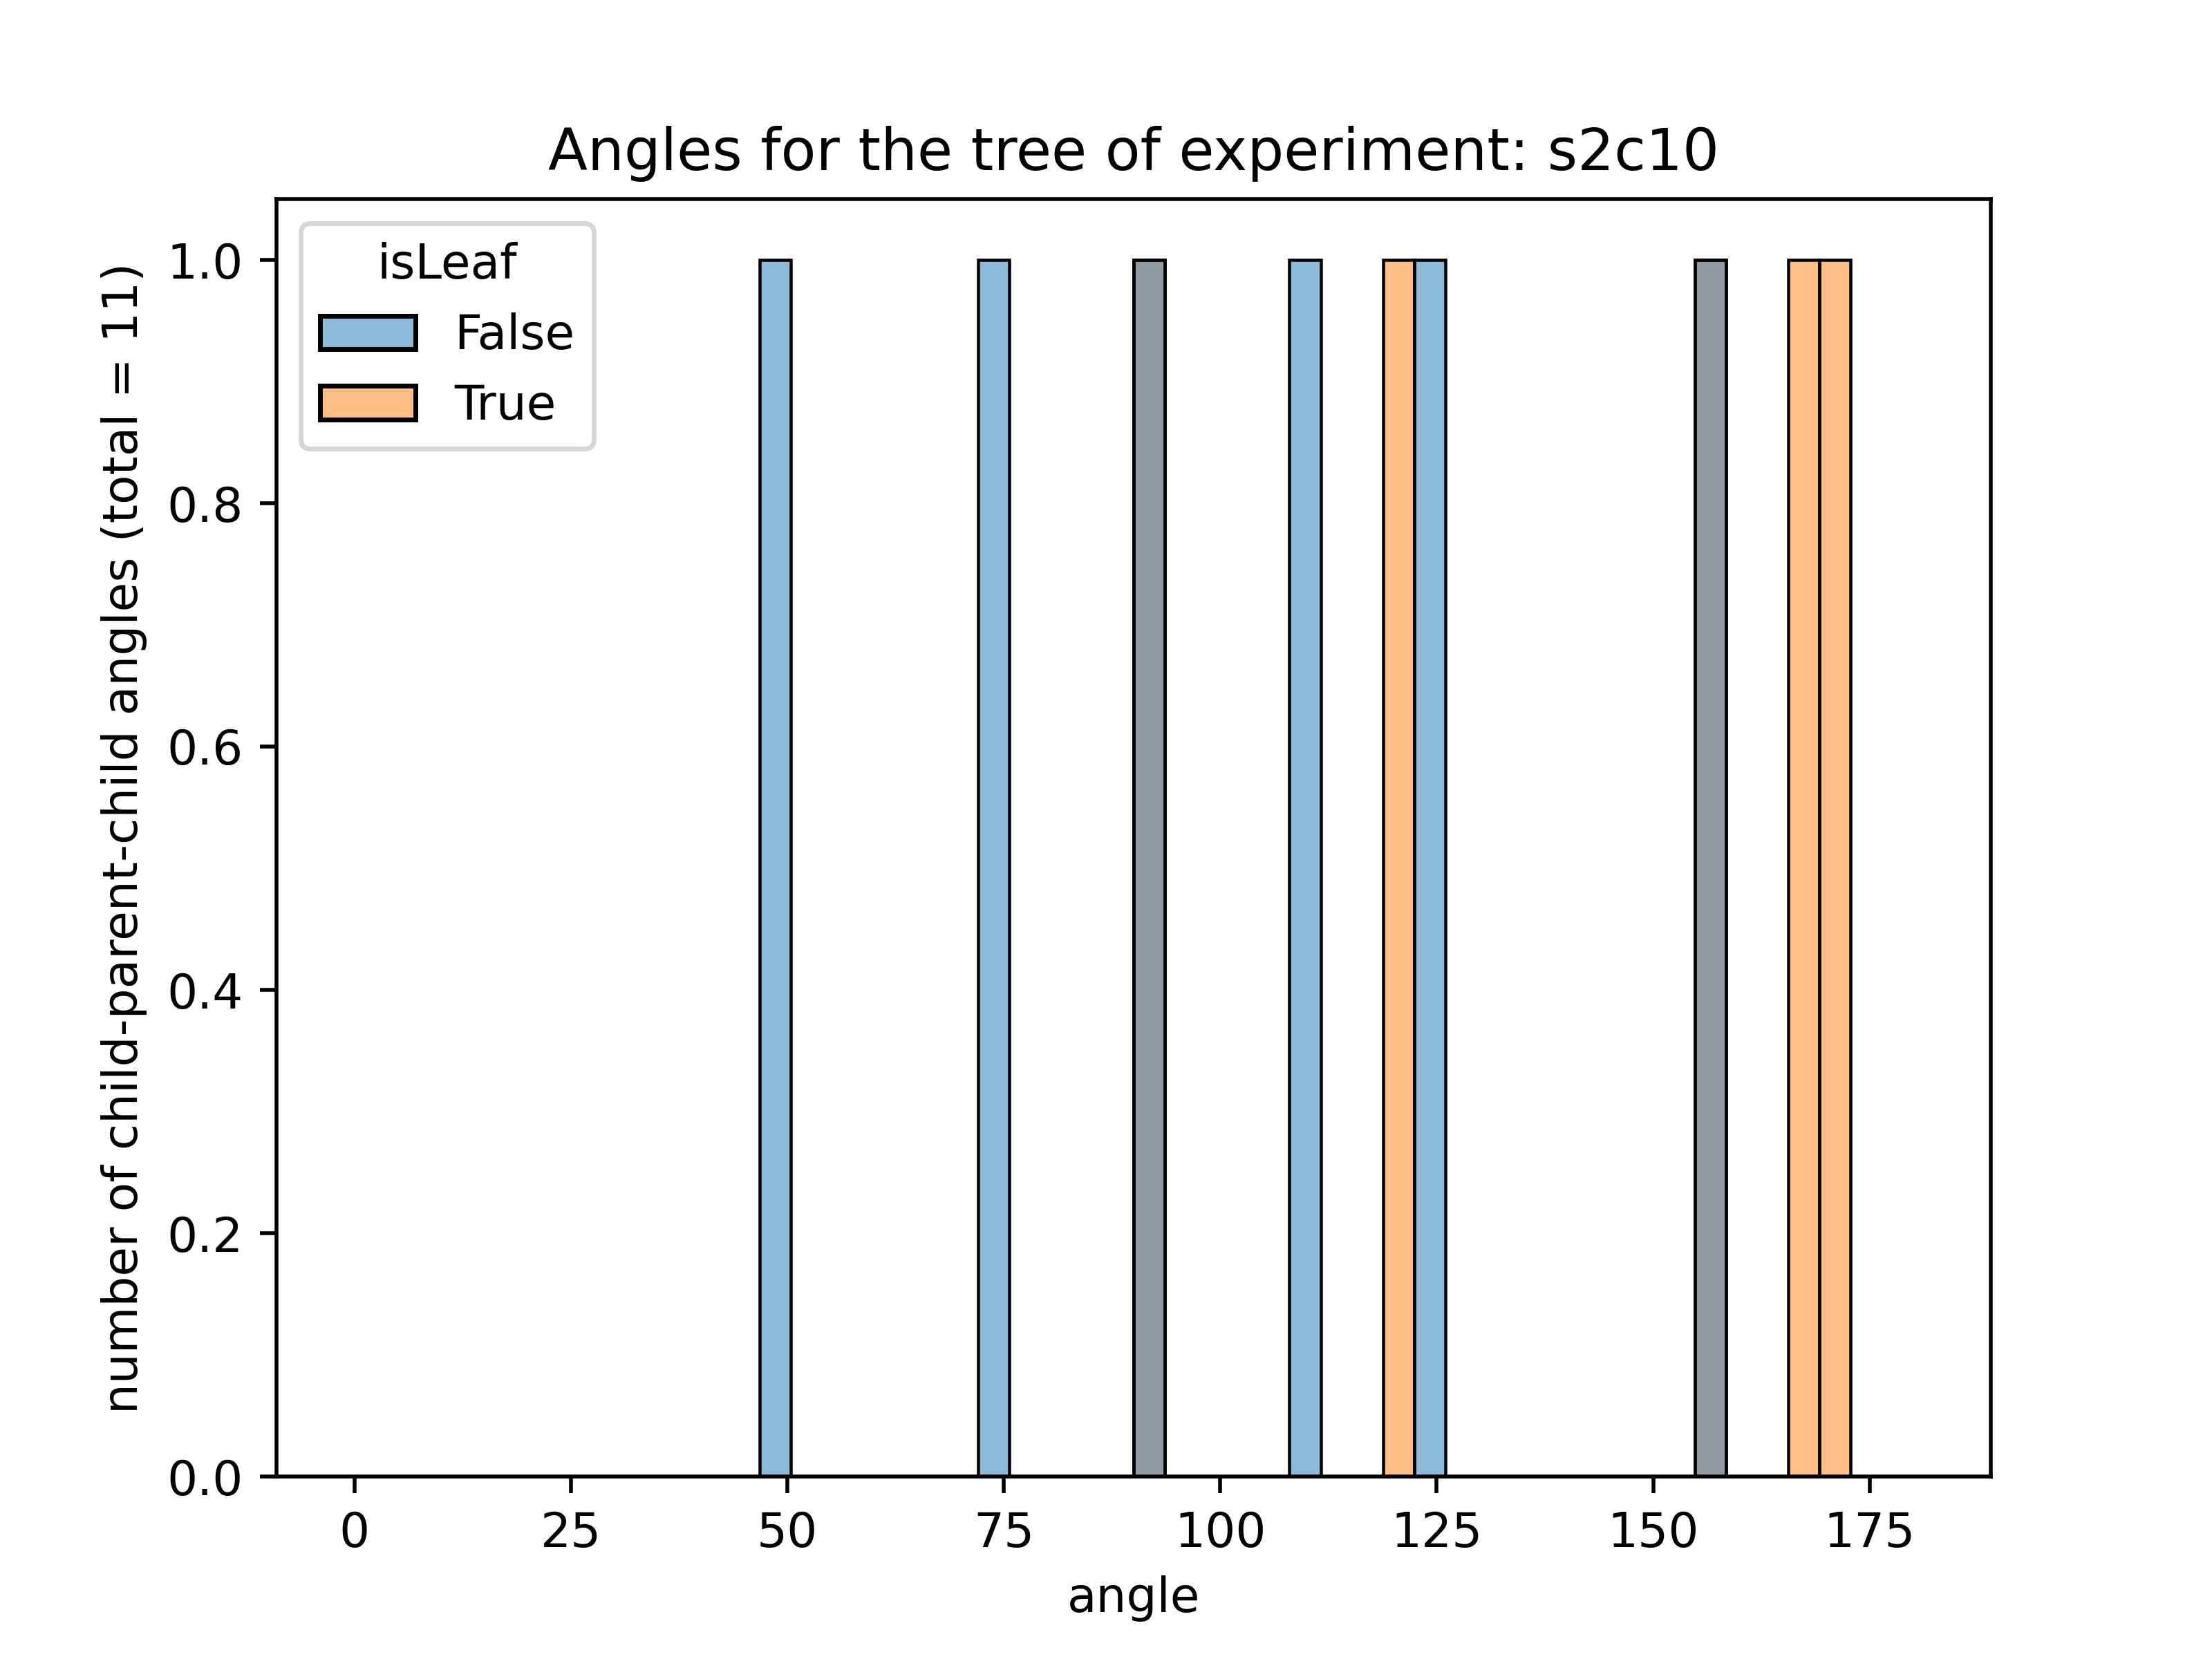 Angles for the tree of experiment: s2c10
isLeaf
False
True
number of child-parent-child angles (total = 11)
1.0
0.8
0.6
0.4
0.2
0.0
0 25 50 75 100 125 150 175
angle